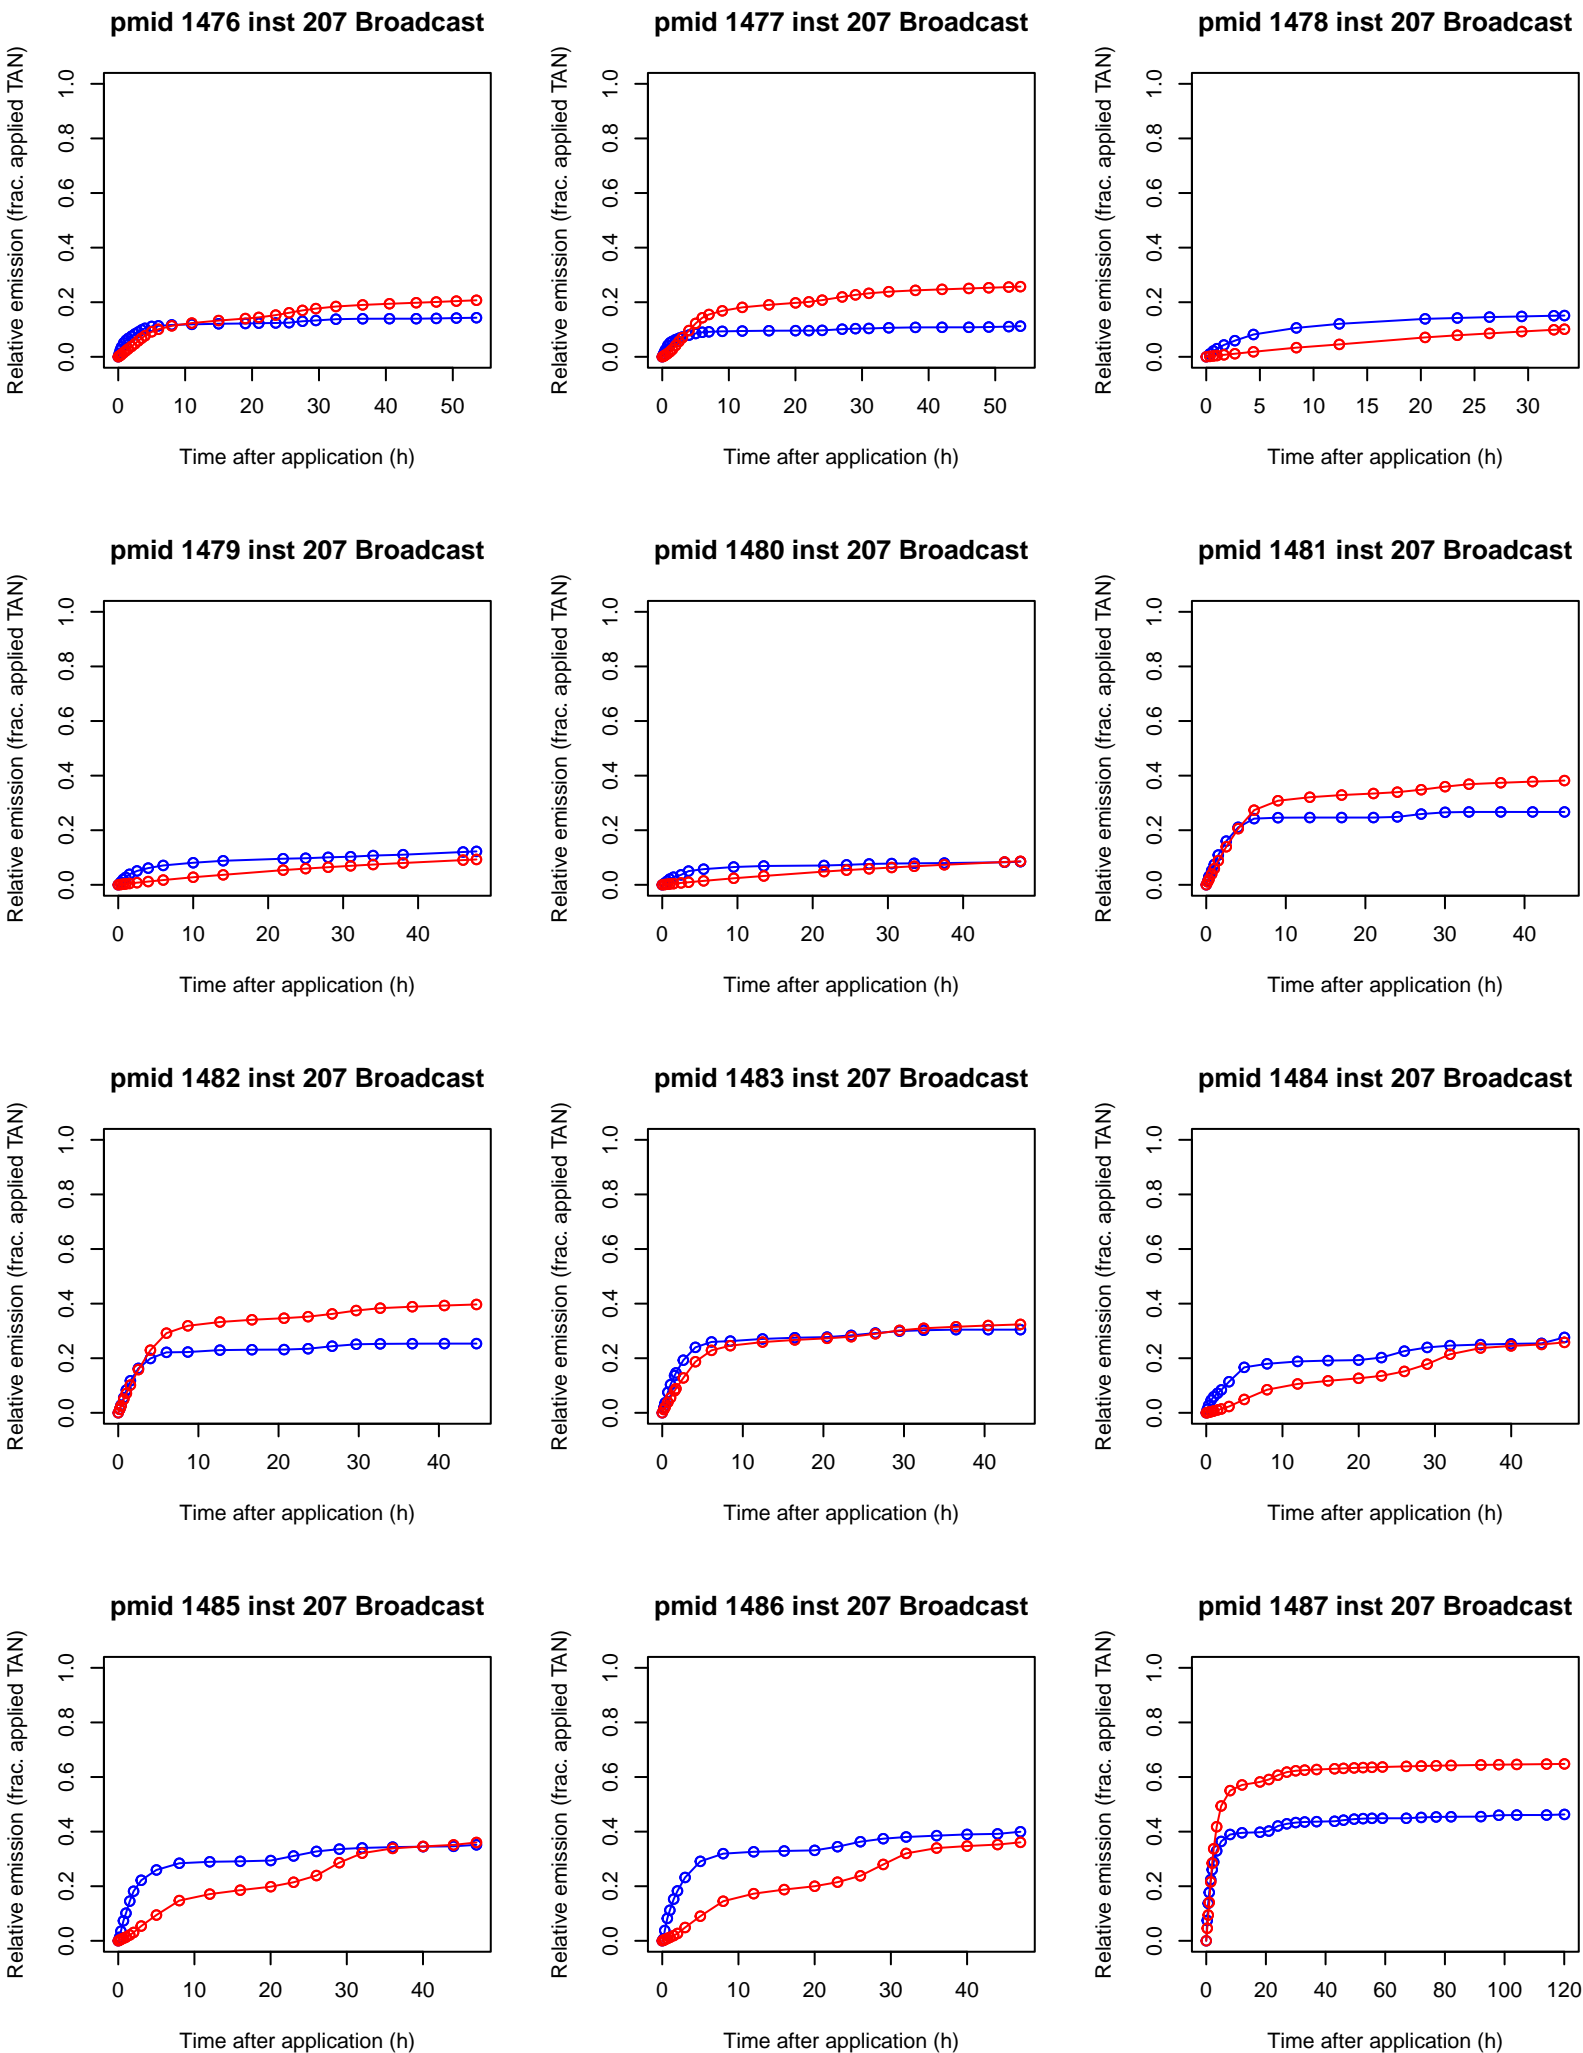 pmid 1476 inst 207 Broadcast
Relative emission (frac. applied TAN)
0.0 0.2 0.4 0.6 0.8 1.0
0 10 20 30 40 50
Time after application (h)
pmid 1477 inst 207 Broadcast
Relative emission (frac. applied TAN)
0.0 0.2 0.4 0.6 0.8 1.0
0 10 20 30 40 50
Time after application (h)
pmid 1478 inst 207 Broadcast
Relative emission (frac. applied TAN)
0.0 0.2 0.4 0.6 0.8 1.0
0 5 10 15 20 25 30
Time after application (h)
pmid 1479 inst 207 Broadcast
Relative emission (frac. applied TAN)
0.0 0.2 0.4 0.6 0.8 1.0
0 10 20 30 40
Time after application (h)
pmid 1480 inst 207 Broadcast
Relative emission (frac. applied TAN)
0.0 0.2 0.4 0.6 0.8 1.0
0 10 20 30 40
Time after application (h)
pmid 1481 inst 207 Broadcast
Relative emission (frac. applied TAN)
0.0 0.2 0.4 0.6 0.8 1.0
0 10 20 30 40
Time after application (h)
pmid 1482 inst 207 Broadcast
Relative emission (frac. applied TAN)
0.0 0.2 0.4 0.6 0.8 1.0
0 10 20 30 40
Time after application (h)
pmid 1483 inst 207 Broadcast
Relative emission (frac. applied TAN)
0.0 0.2 0.4 0.6 0.8 1.0
0 10 20 30 40
Time after application (h)
pmid 1484 inst 207 Broadcast
Relative emission (frac. applied TAN)
0.0 0.2 0.4 0.6 0.8 1.0
0 10 20 30 40
Time after application (h)
pmid 1485 inst 207 Broadcast
Relative emission (frac. applied TAN)
0.0 0.2 0.4 0.6 0.8 1.0
0 10 20 30 40
Time after application (h)
pmid 1486 inst 207 Broadcast
Relative emission (frac. applied TAN)
0.0 0.2 0.4 0.6 0.8 1.0
0 10 20 30 40
Time after application (h)
pmid 1487 inst 207 Broadcast
Relative emission (frac. applied TAN)
0.0 0.2 0.4 0.6 0.8 1.0
0 20 40 60 80 100 120
Time after application (h)